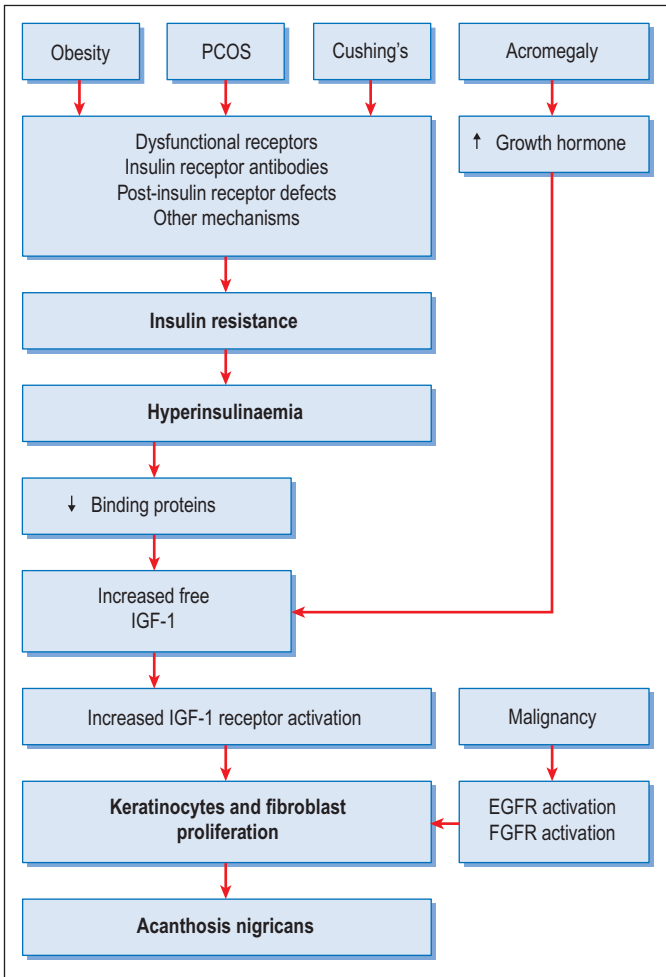 Obesity
PCOS
Cushing's
Acromegaly
Dysfunctional receptors
Insulin receptor antibodies
Post-insulin receptor defects
Other mechanisms
↑ Growth hormone
Insulin resistance
Hyperinsulinaemia
↓ Binding proteins
Increased free
IGF-1
Increased IGF-1 receptor activation
Malignancy
Keratinocytes and fibroblast
proliferation
EGFR activation
FGFR activation
Acanthosis nigricans